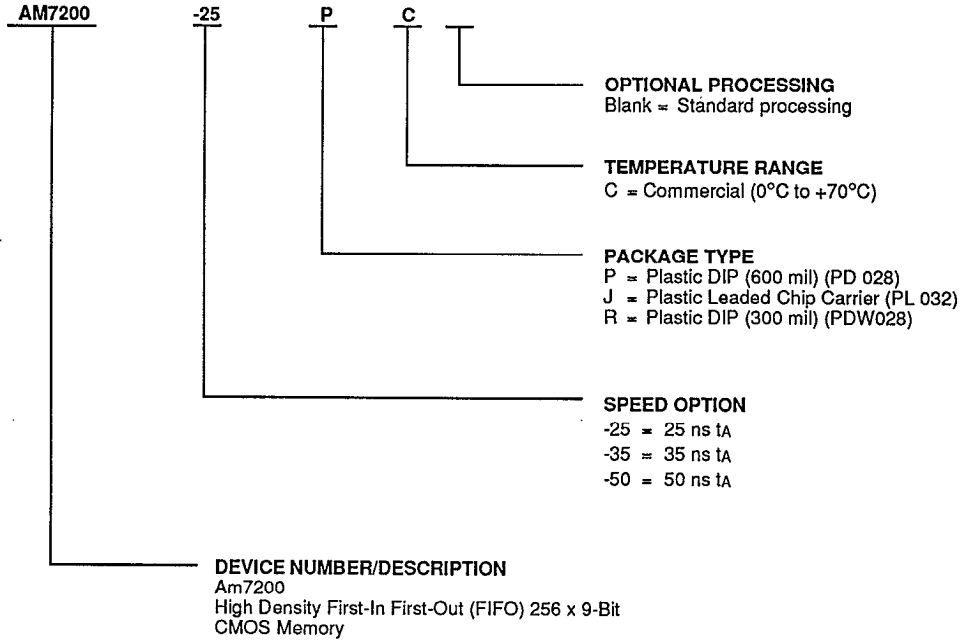 AM7200 -25 P C
OPTIONAL PROCESSING
Blank = Standard processing
TEMPERATURE RANGE
C = Commercial (0°C to +70°C)
PACKAGE TYPE
P = Plastic DIP (600 mil) (PD 028)
J = Plastic Leaded Chip Carrier (PL 032)
R = Plastic DIP (300 mil) (PDW028)
SPEED OPTION
-25 = 25 ns tA
-35 = 35 ns tA
-50 = 50 ns tA
DEVICE NUMBER/DESCRIPTION
Am7200
High Density First-In First-Out (FIFO) 256 x 9-Bit
CMOS Memory